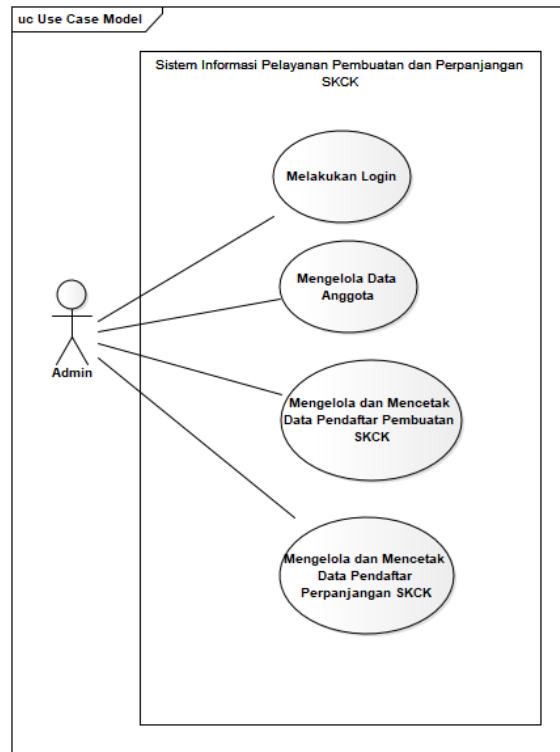 uc Use Case Model
Sistem Informasi Pelayanan Pembuatan dan Perpanjangan
SKCK
Melakukan Login
Mengelola Data
Anggota
Admin
Mengelola dan Mencetak
Data Pendaftar Pembuatan
SKCK
Mengelola dan Mencetak
Data Pendaftar
Perpanjangan SKCK